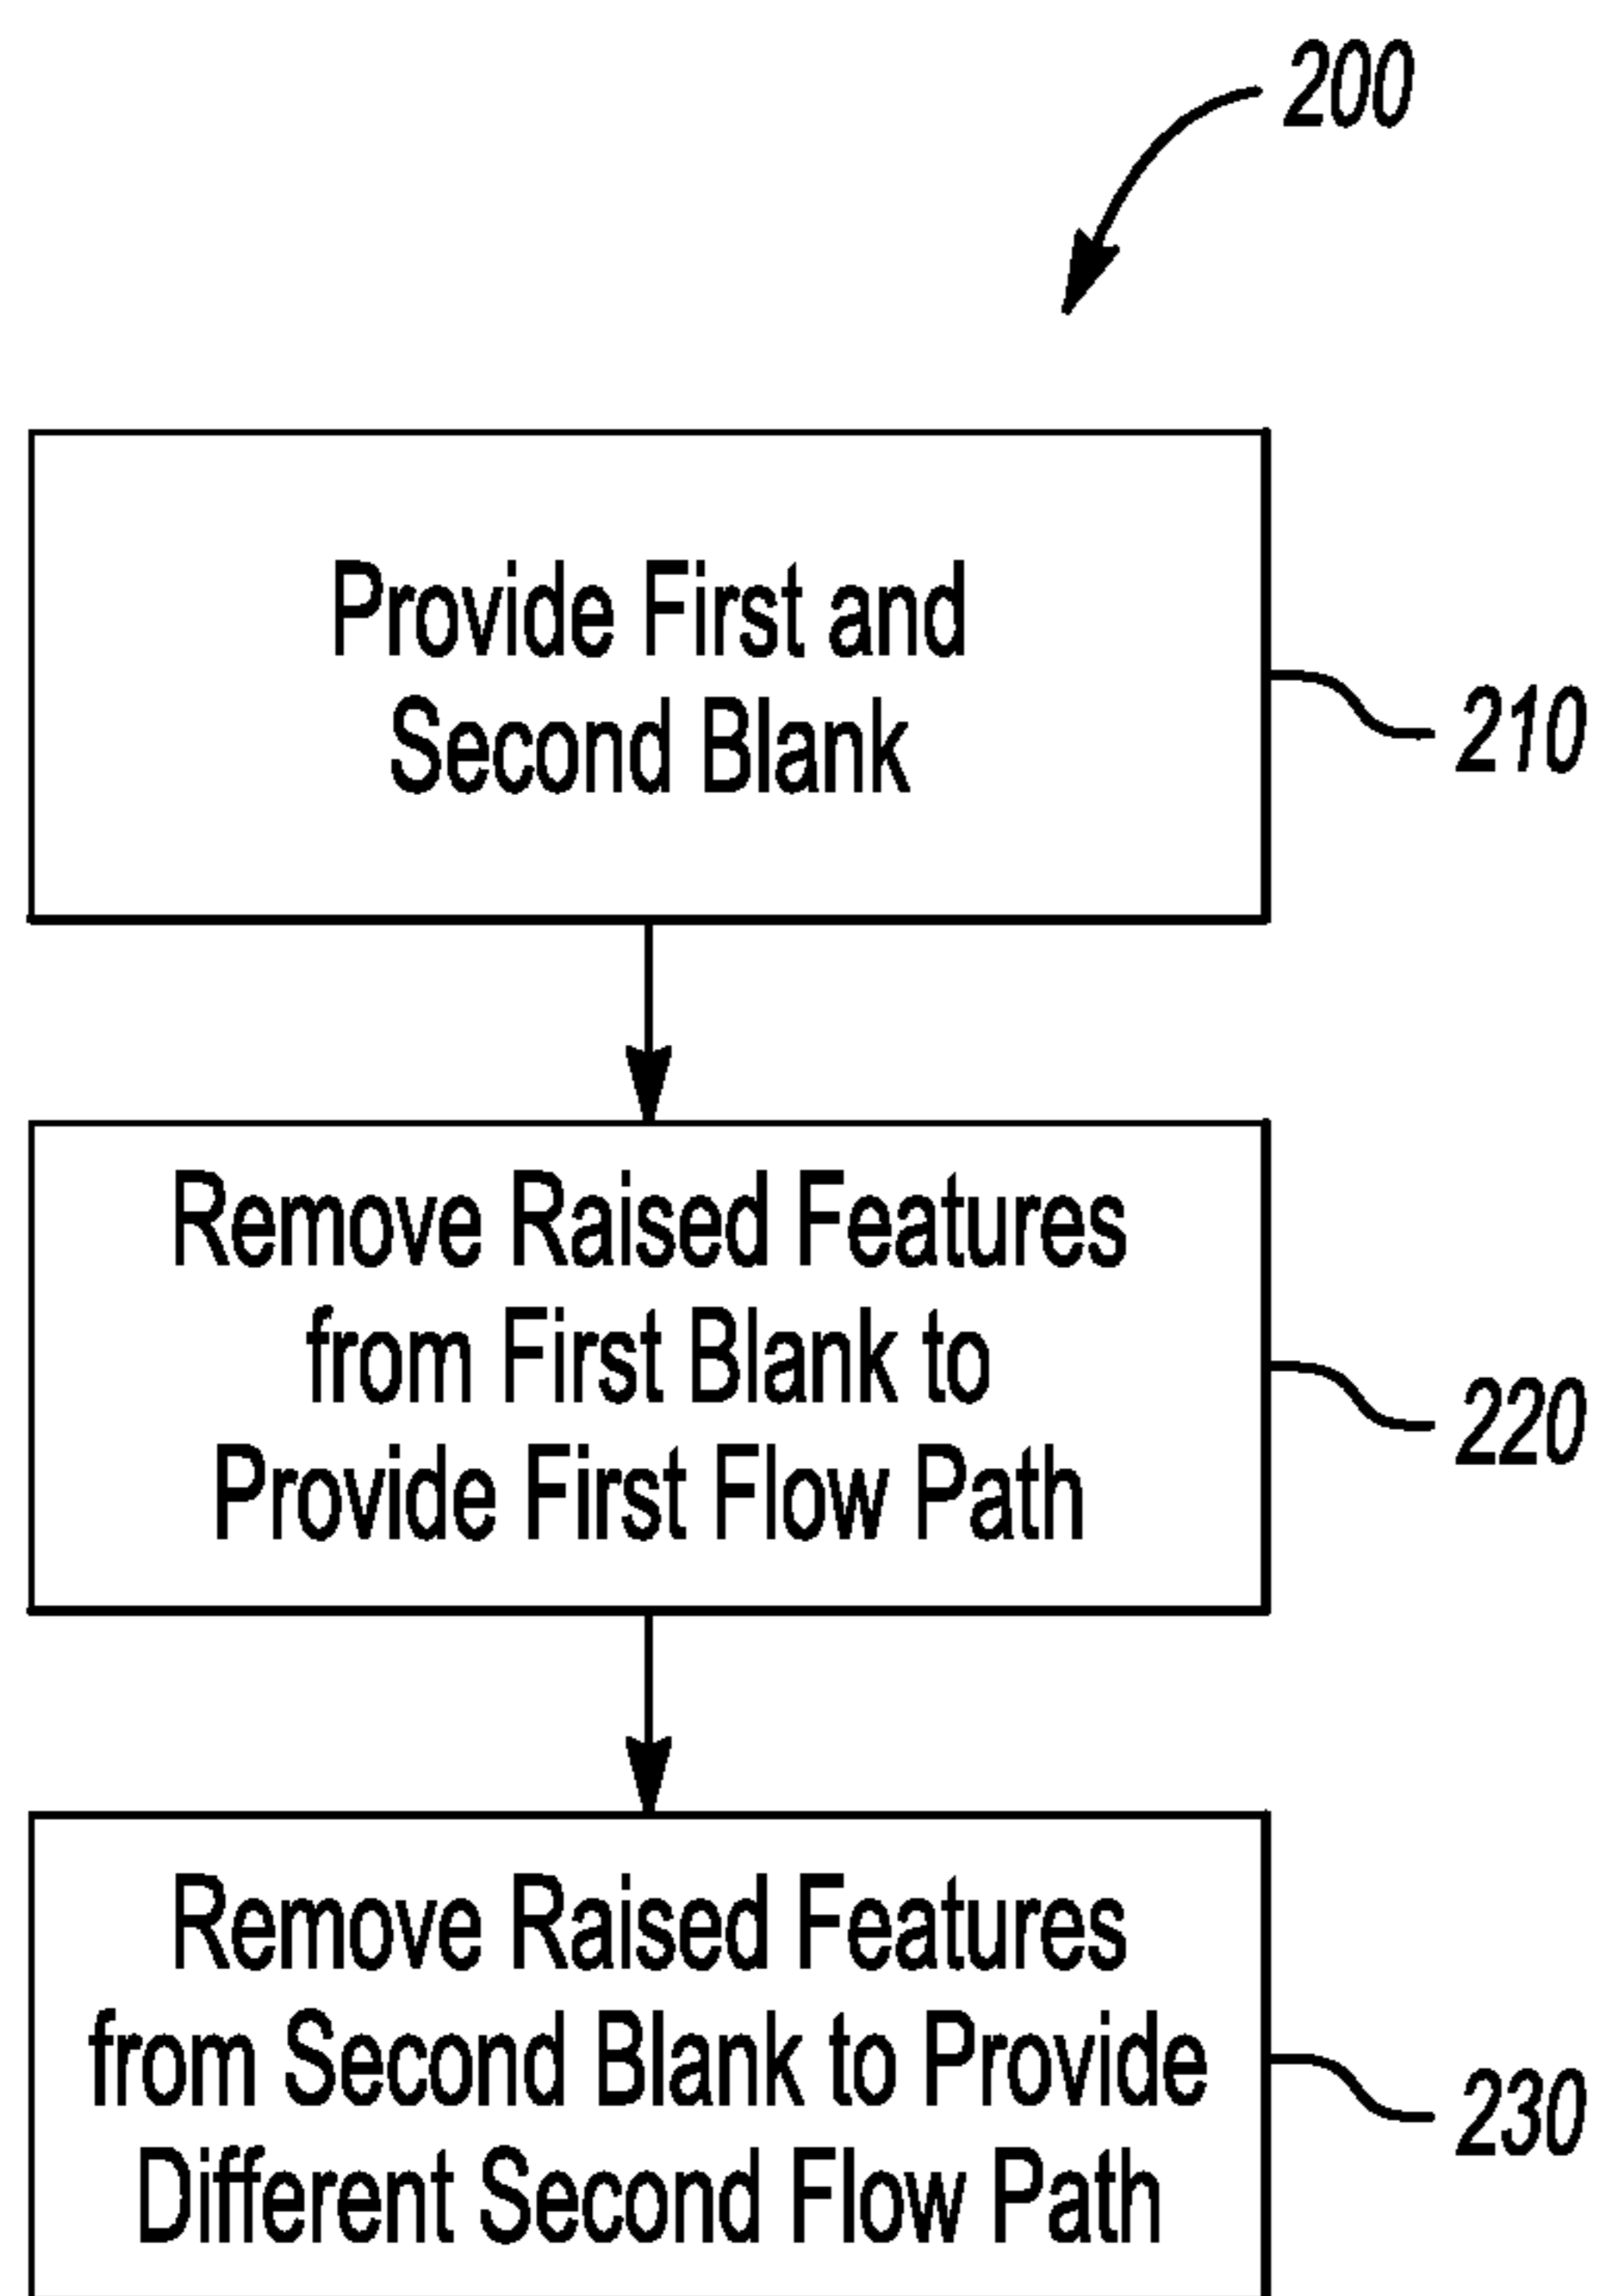 200
Provide First and
Second Blank
210
Remove Raised Features
from First Blank to
Provide First Flow Path
220
Remove Raised Features
from Second Blank to Provide
Different Second Flow Path
230